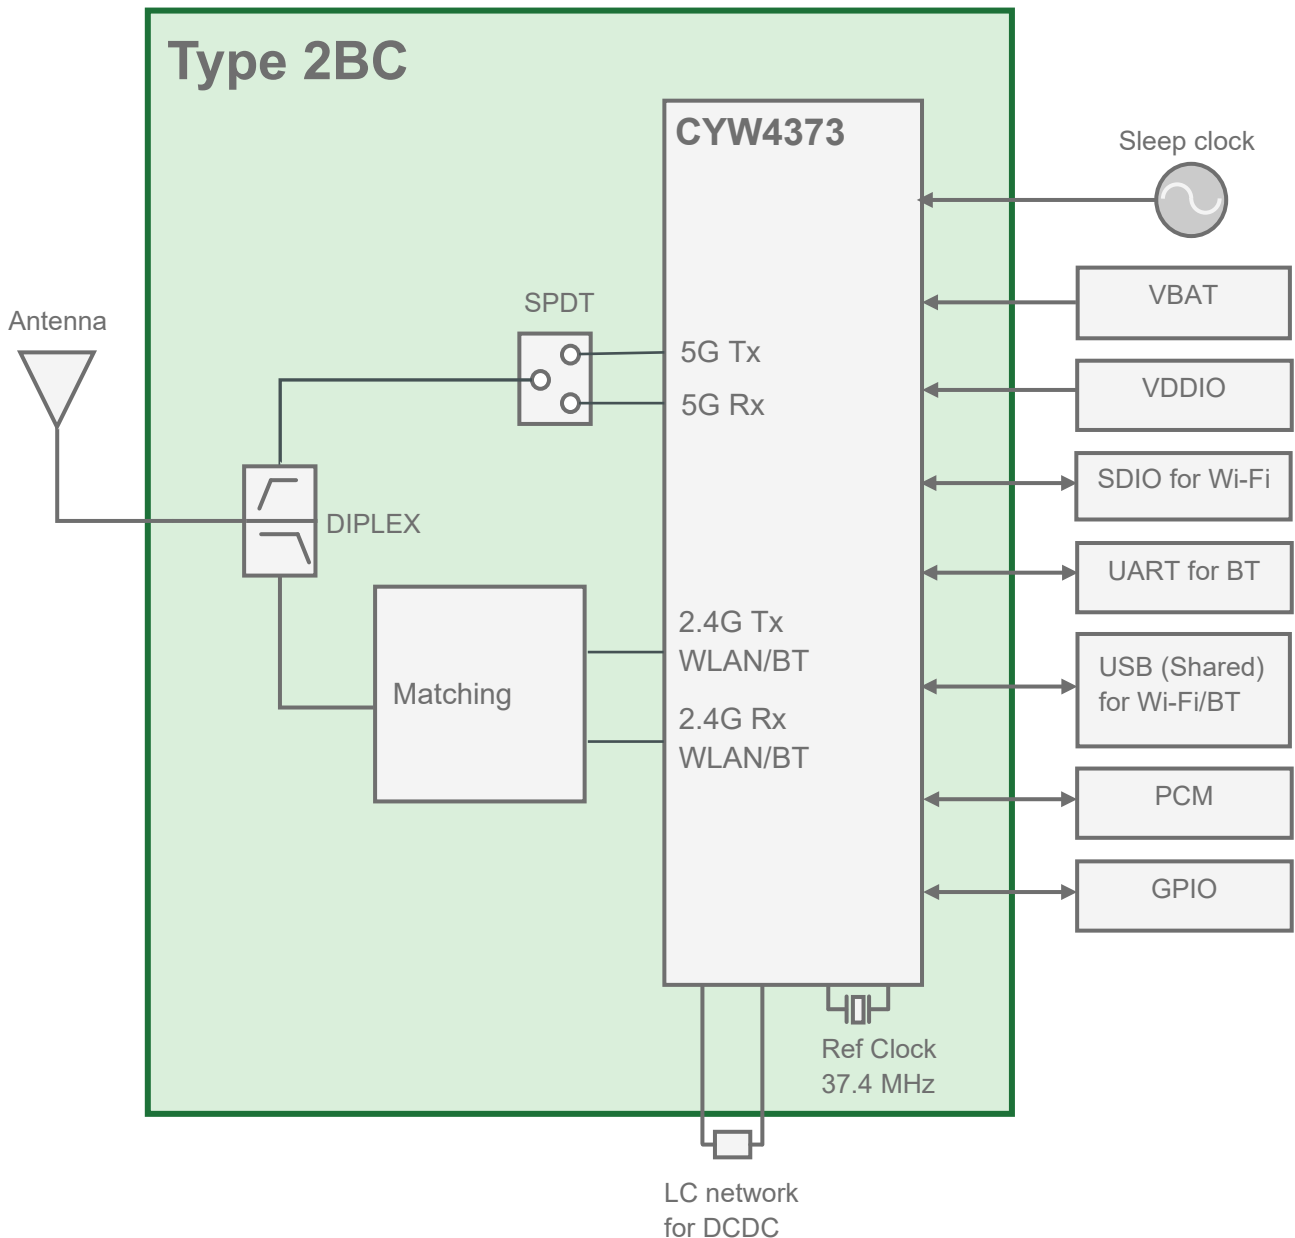 Type 2BC
CYW4373
Sleep clock
VBAT
SPDT
Antenna
5G Tx
VDDIO
5G Rx
SDIO for Wi-Fi
DIPLEX
UART for BT
2.4G Tx
WLAN/BT
USB (Shared)
for Wi-Fi/BT
Matching
2.4G Rx
WLAN/BT
PCM
GPIO
Ref Clock
37.4 MHz
LC network
for DCDC